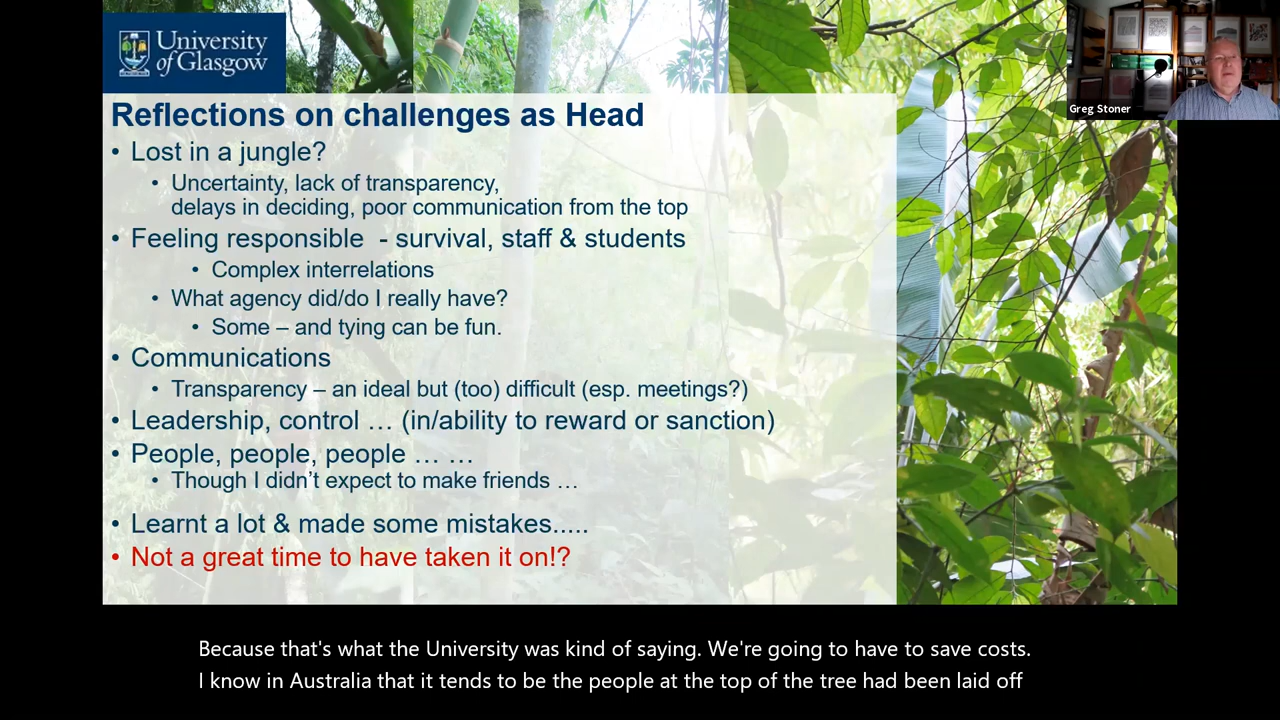 University
of Glasgow
Greg Stoner
Reflections on challenges as Head
• Lost in a jungle?
• Uncertainty, lack of transparency,
delays in deciding, poor communication from the top
• Feeling responsible - survival, staff & students
• Complex interrelations
• What agency did/do I really have?
• Some – and tying can be fun.
• Communications
• Transparency – an ideal but (too) difficult (esp. meetings?)
• Leadership, control … (in/ability to reward or sanction)
• People, people, people … …
• Though I didn’t expect to make friends …
• Learnt a lot & made some mistakes.....
• Not a great time to have taken it on!?
Because that's what the University was kind of saying. We're going to have to save costs.
I know in Australia that it tends to be the people at the top of the tree had been laid off